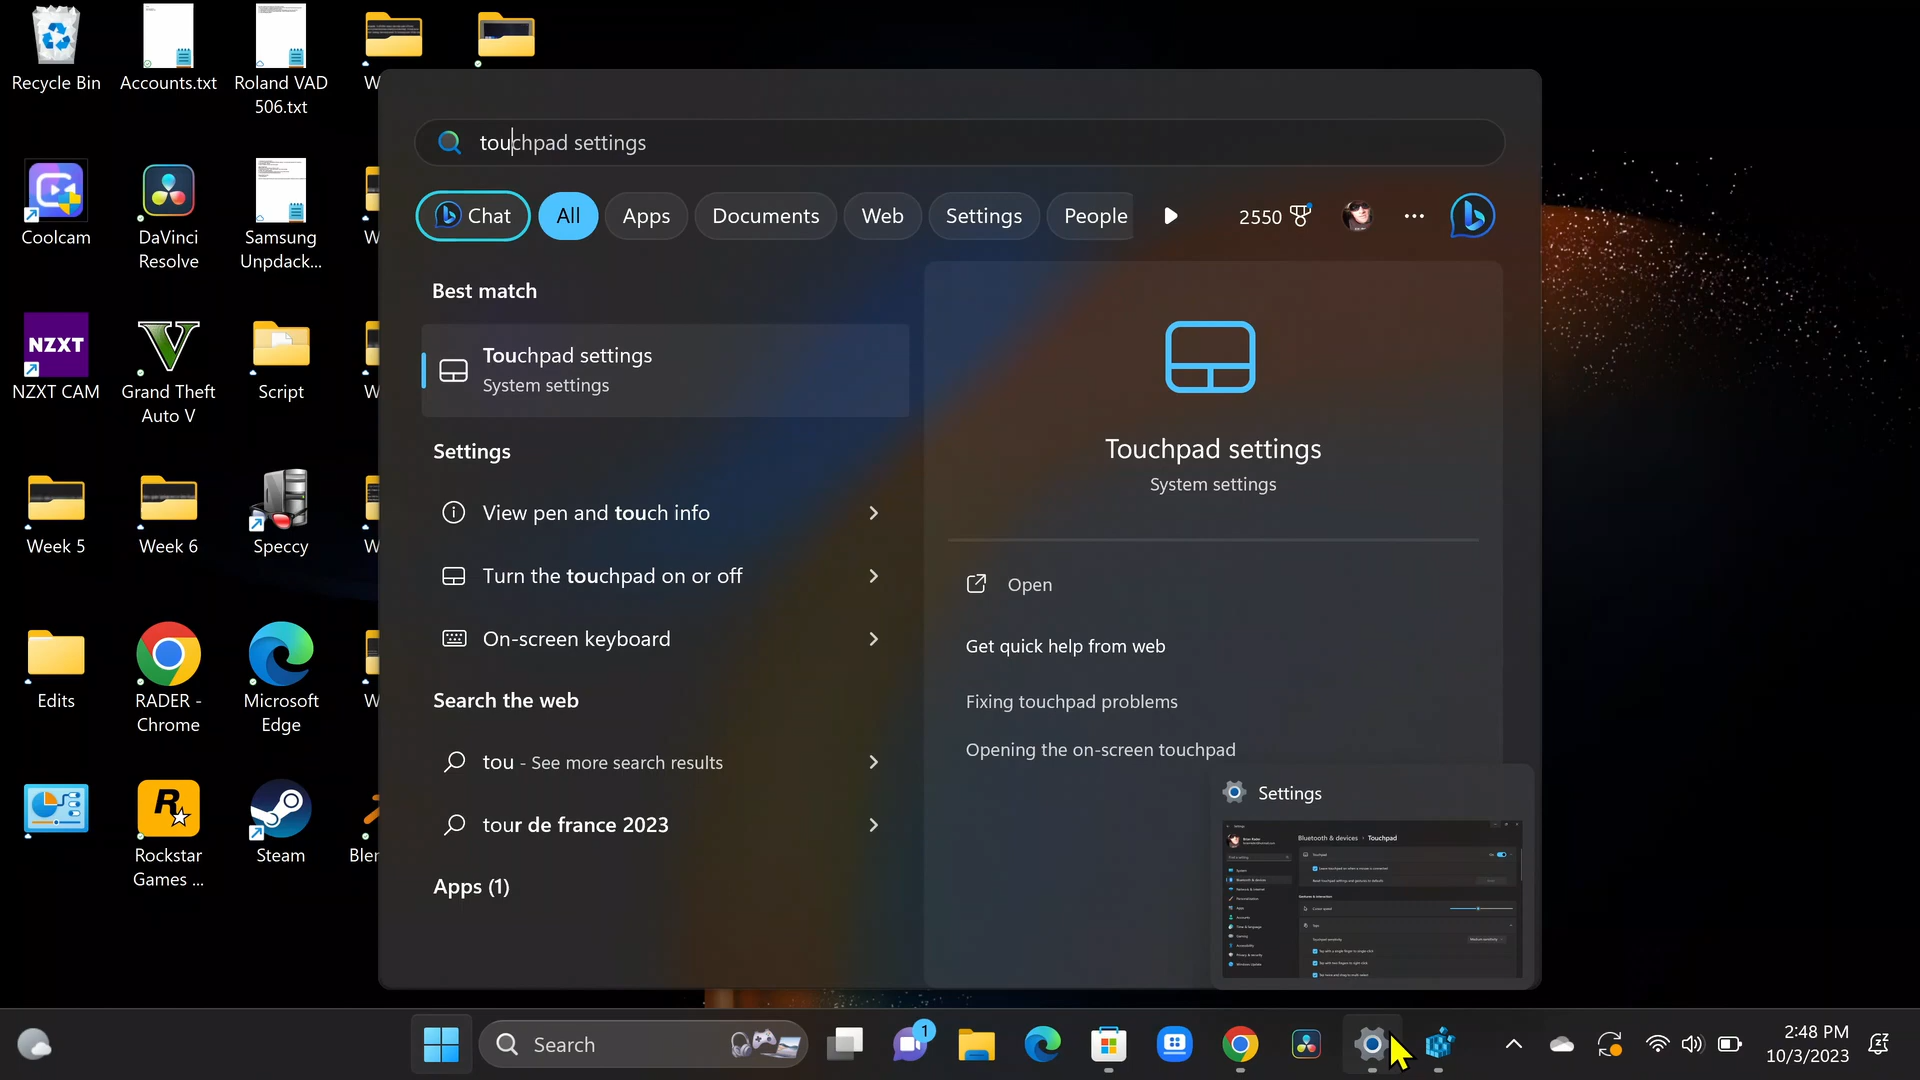 Recycle Bin
Accounts.txt
Roland VAD
506.txt
W
touchpad settings
Chat
All
Apps
Documents
Web
Settings
People
2550
Coolcam
DaVinci
Resolve
Samsung
Unpdack...
W
Best match
Touchpad settings
System settings
Touchpad settings
System settings
NZXT
NZXT CAM
Grand Theft
Auto V
Script
W
Settings
View pen and touch info
Turn the touchpad on or off
On-screen keyboard
Open
Get quick help from web
Fixing touchpad problems
Opening the on-screen touchpad
Week 5
Week 6
Speccy
W
Search the web
tou - See more search results
tour de france 2023
Apps (1)
Edits
RADER -
Chrome
Microsoft
Edge
W
Settings
Bluetooth & devices › Touchpad
Rockstar
Games ...
Steam
Bler
Search
1
2:48 PM
10/3/2023